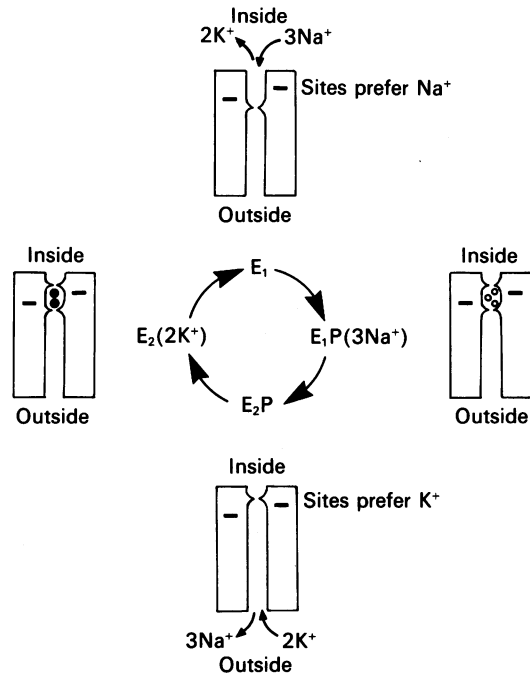 Inside
2K⁺ 3Na⁺
Sites prefer Na⁺
Outside
Inside
Inside
E₁
E₂(2K⁺)
E₁P(3Na⁺)
E₂P
Outside
Outside
Inside
Sites prefer K⁺
3Na⁺ 2K⁺
Outside